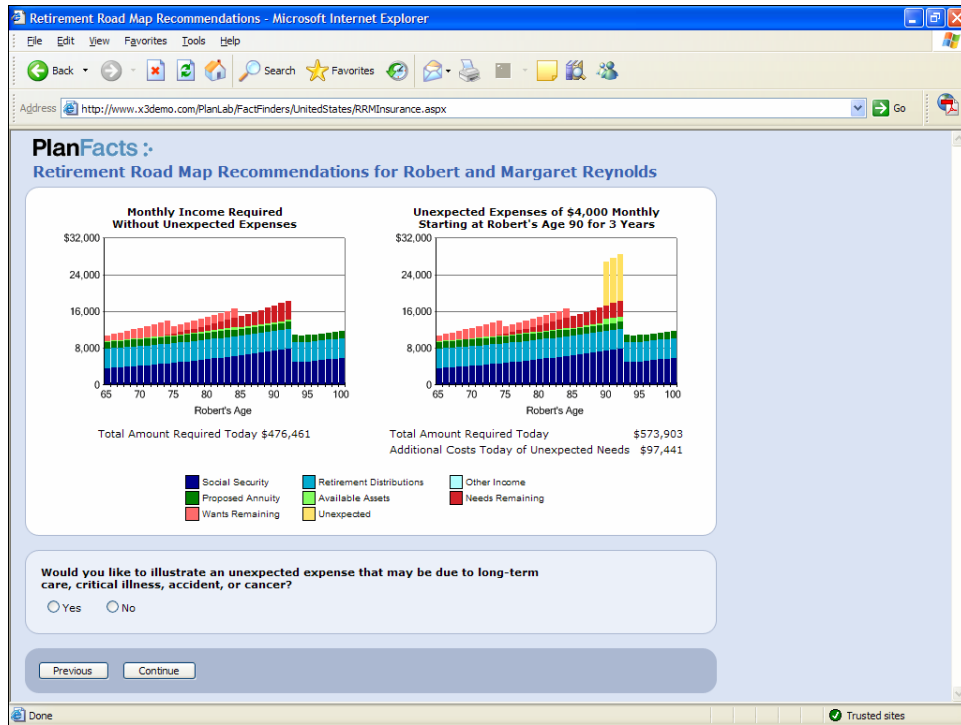 Retirement Road Map Recommendations - Microsoft Internet Explorer
File Edit View Favorites Tools Help
Back Search Favorites
Address http://www.x3demo.com/PlanLab/FactFinders/UnitedStates/RRMInsurance.aspx Go
PlanFacts
Retirement Road Map Recommendations for Robert and Margaret Reynolds
Monthly Income Required
Without Unexpected Expenses
$32,000
24,000
16,000
8,000
0
65 70 75 80 85 90 95 100
Robert's Age
Total Amount Required Today $476,461
Unexpected Expenses of $4,000 Monthly
Starting at Robert's Age 90 for 3 Years
$32,000
24,000
16,000
8,000
0
65 70 75 80 85 90 95 100
Robert's Age
Total Amount Required Today $573,903
Additional Costs Today of Unexpected Needs $97,441
Social Security Retirement Distributions Other Income
Proposed Annuity Available Assets Needs Remaining
Wants Remaining Unexpected
Would you like to illustrate an unexpected expense that may be due to long-term
care, critical illness, accident, or cancer?
Yes No
Previous Continue
Done Trusted sites